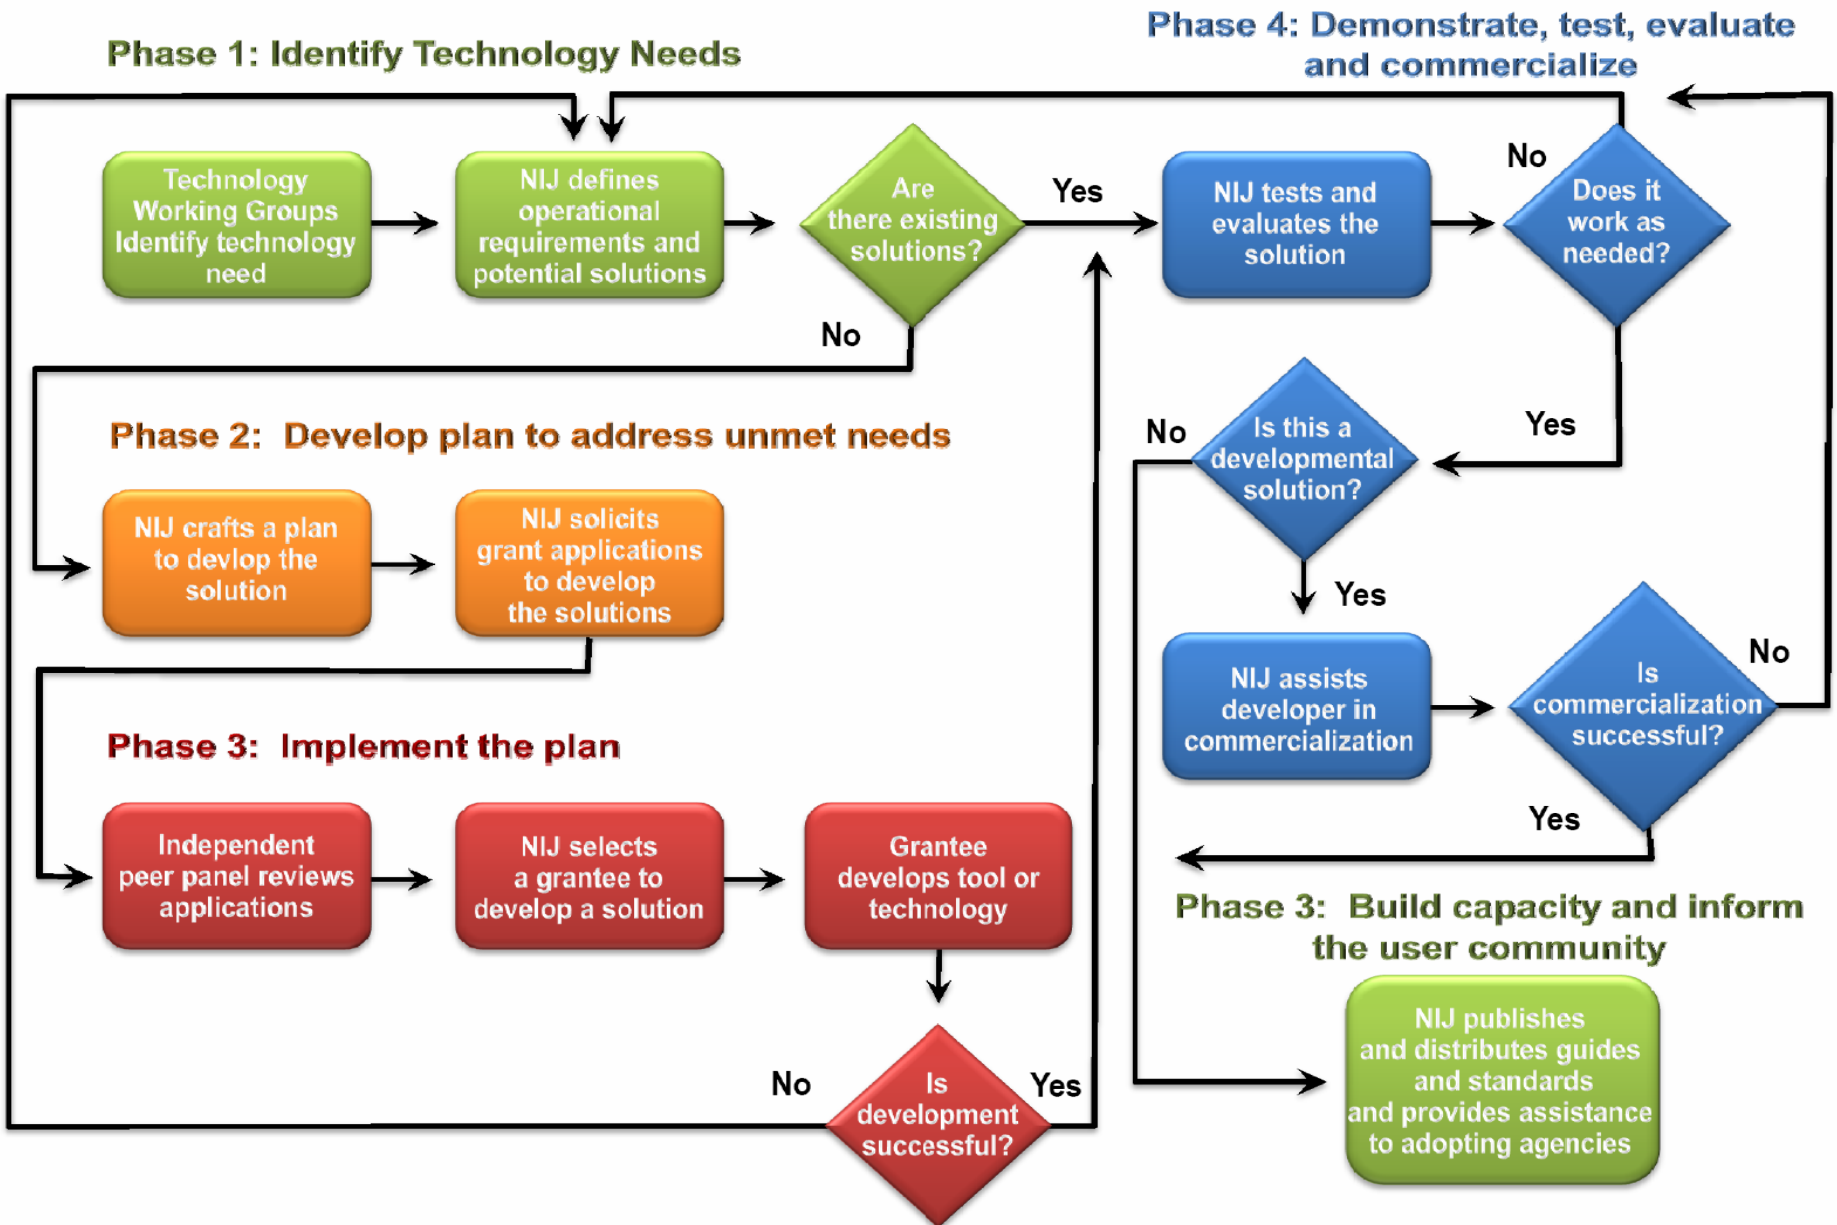 Phase 1: Identify Technology Needs
Technology
Working Groups
Identify technology
need
NIJ defines
operational
requirements and
potential solutions
Are
there existing
solutions?
Yes
No
Phase 2: Develop plan to address unmet needs
NIJ crafts a plan
to devlop the
solution
NIJ solicits
grant applications
to develop
the solutions
Phase 3: Implement the plan
Independent
peer panel reviews
applications
NIJ selects
a grantee to
develop a solution
Grantee
develops tool or
technology
Is
development
successful?
No
Yes
Phase 4: Demonstrate, test, evaluate
and commercialize
NIJ tests and
evaluates the
solution
Does it
work as
needed?
No
Yes
Is this a
developmental
solution?
No
Yes
NIJ assists
developer in
commercialization
Is
commercialization
successful?
No
Yes
Phase 3: Build capacity and inform
the user community
NIJ publishes
and distributes guides
and standards
and provides assistance
to adopting agencies